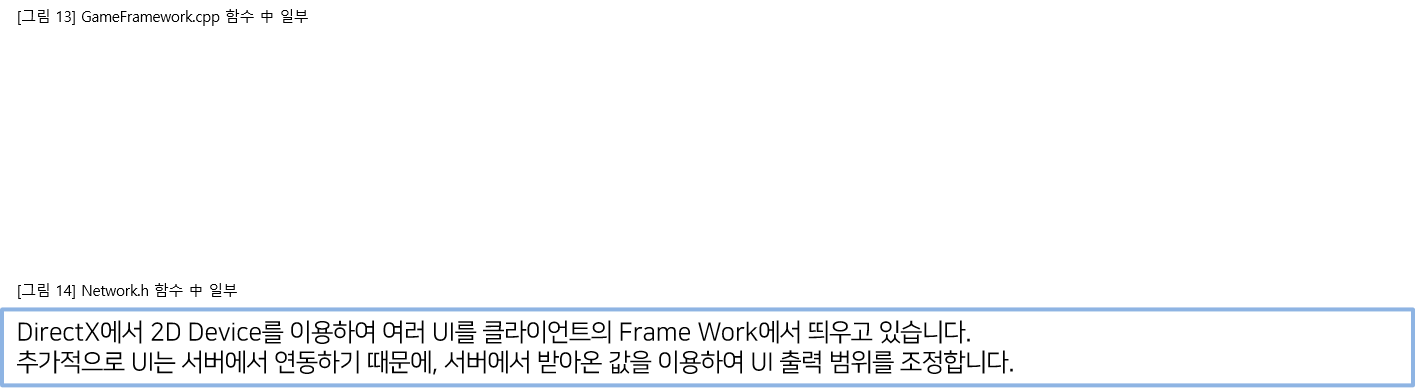 [그림 13] GameFramework.cpp 함수 中 일부
[그림 14] Network.h 함수 中 일부
DirectX에서 2D Device를 이용하여 여러 UI를 클라이언트의 Frame Work에서 띄우고 있습니다.
추가적으로 UI는 서버에서 연동하기 때문에, 서버에서 받아온 값을 이용하여 UI 출력 범위를 조정합니다.